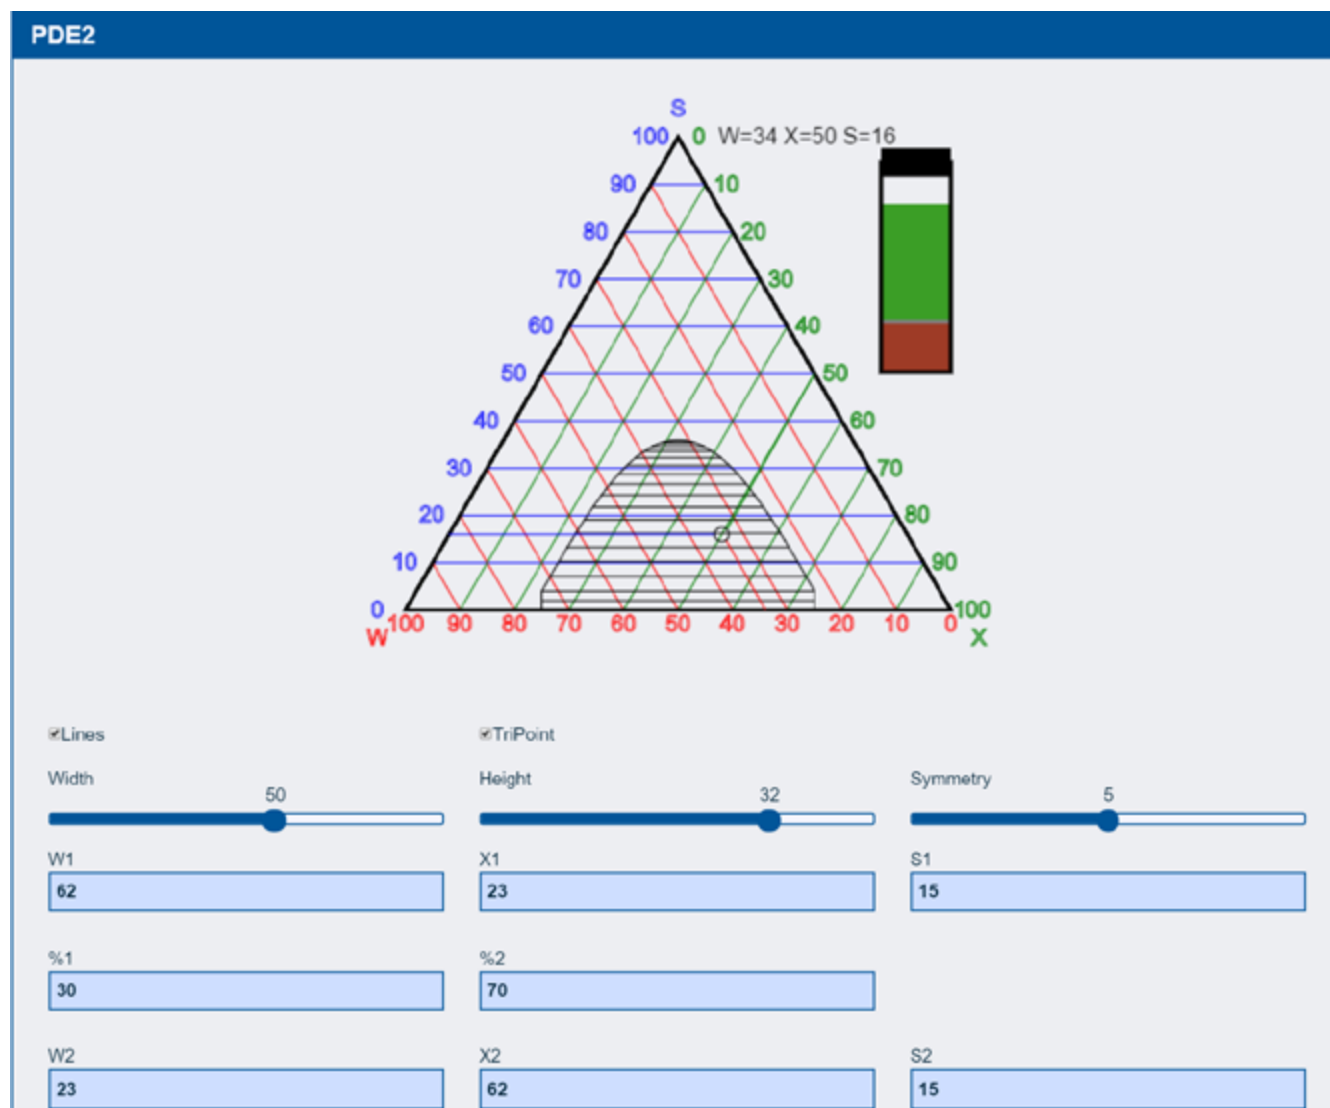 PDE2
S
100 0 W=34 X=50 S=16
90 10
80 20
70 30
60 40
50 50
40 60
30 70
20 80
10 90
0 100
W 100 90 80 70 60 50 40 30 20 10 0 X
Lines TriPoint
Width Height Symmetry
50 32 5
W1 X1 S1
62 23 15
%1 %2
30 70
W2 X2 S2
23 62 15